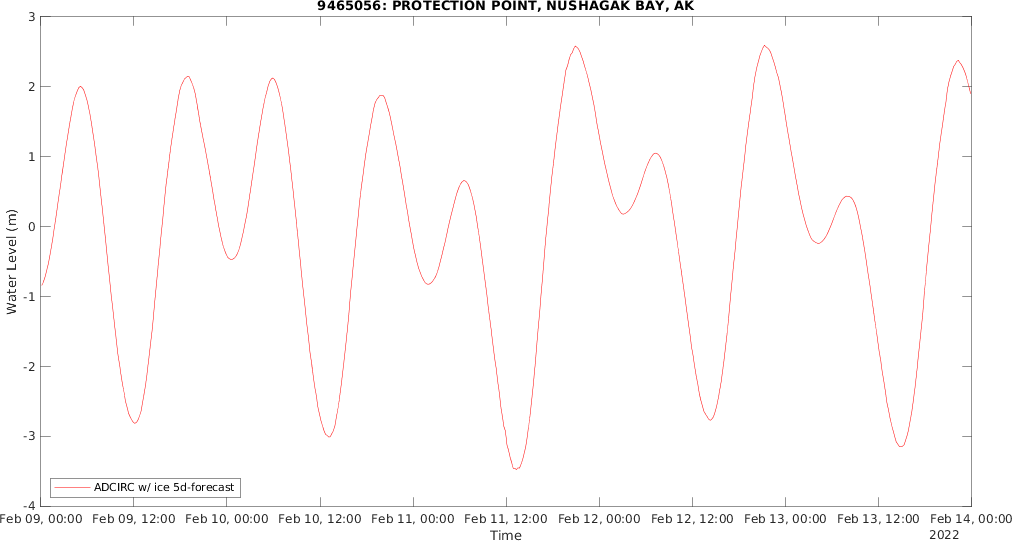 9465056: PROTECTION POINT, NUSHAGAK BAY, AK
3
2
1
0
-1
-2
-3
-4
Water Level (m)
ADCIRC w/ ice 5d-forecast
Feb 09, 00:00 Feb 09, 12:00 Feb 10, 00:00 Feb 10, 12:00 Feb 11, 00:00 Feb 11, 12:00 Feb 12, 00:00 Feb 12, 12:00 Feb 13, 00:00 Feb 13, 12:00 Feb 14, 00:00
Time
2022